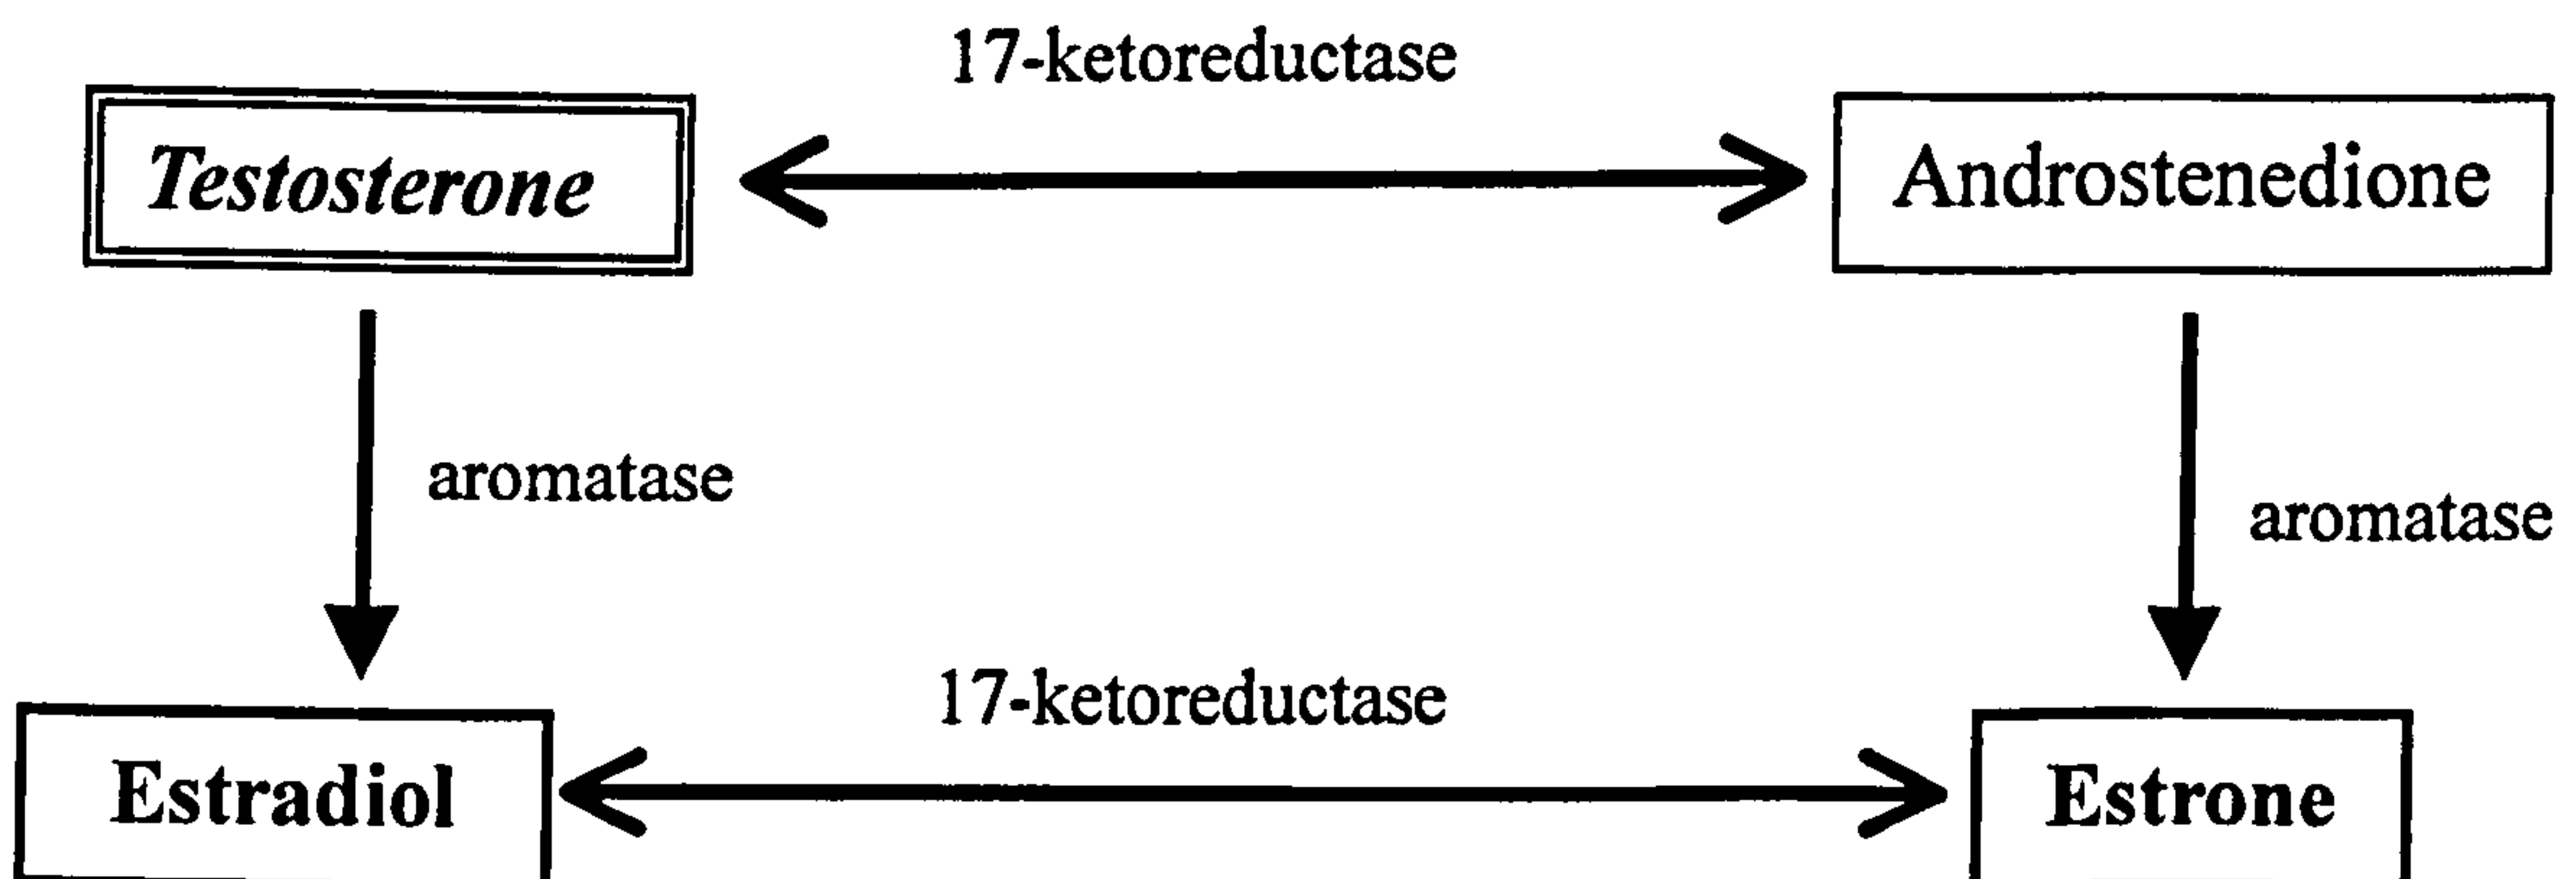 17-ketoreductase
Testosterone
Androstenedione
aromatase
aromatase
17-ketoreductase
Estradiol
Estrone